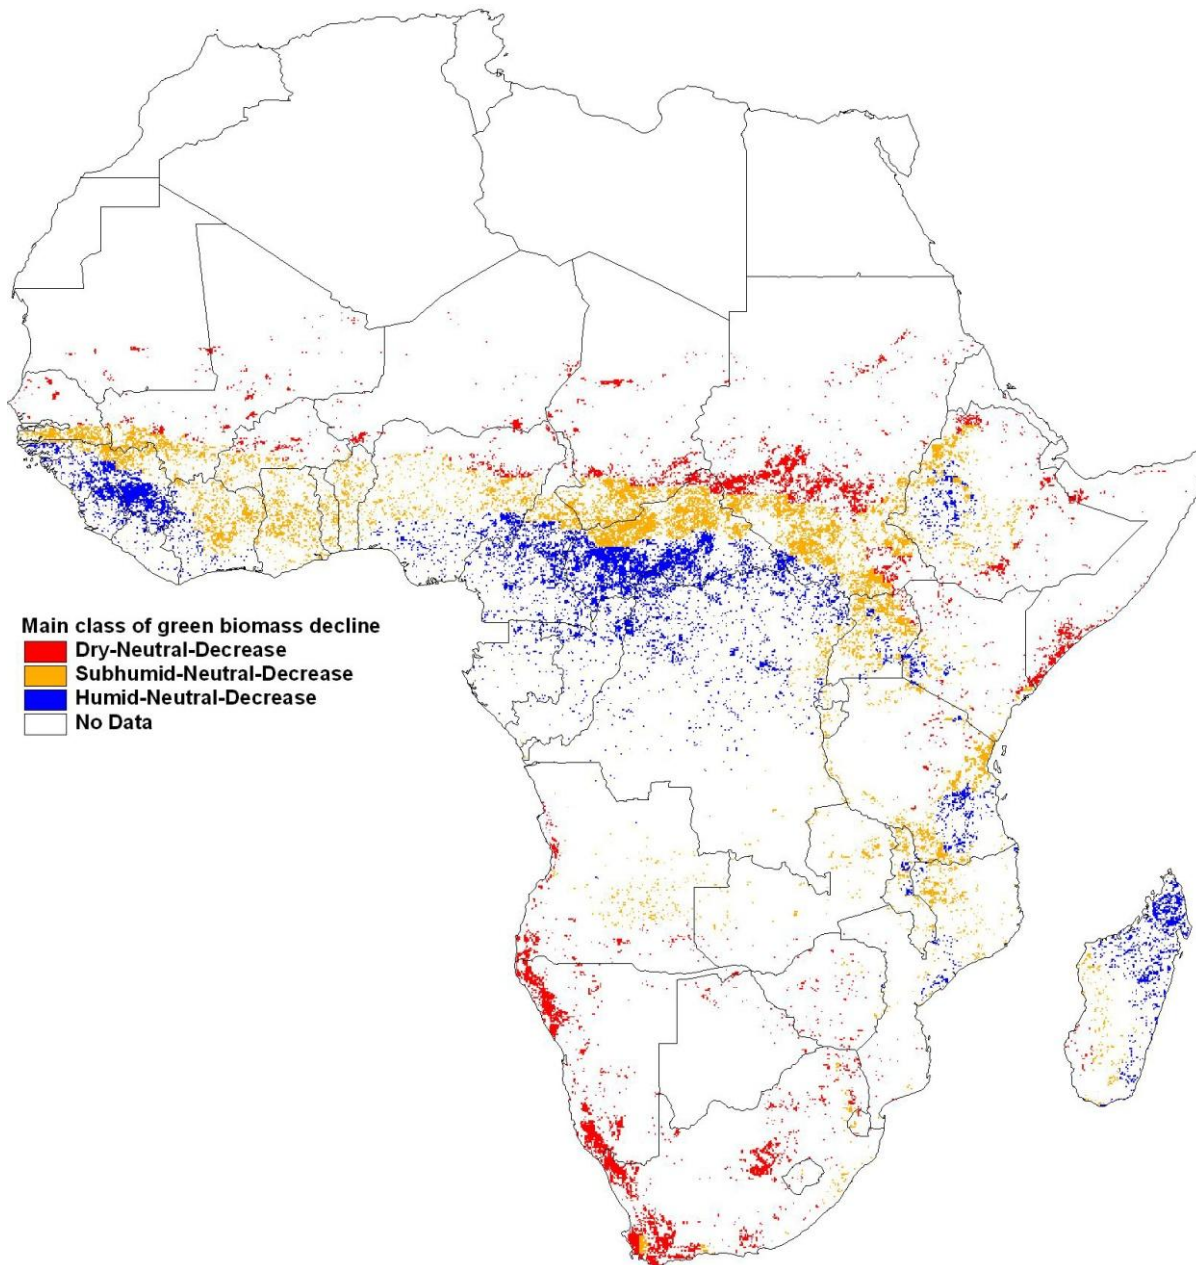 Main class of green biomass decline
Dry-Neutral-Decrease
Subhumid-Neutral-Decrease
Humid-Neutral-Decrease
No Data